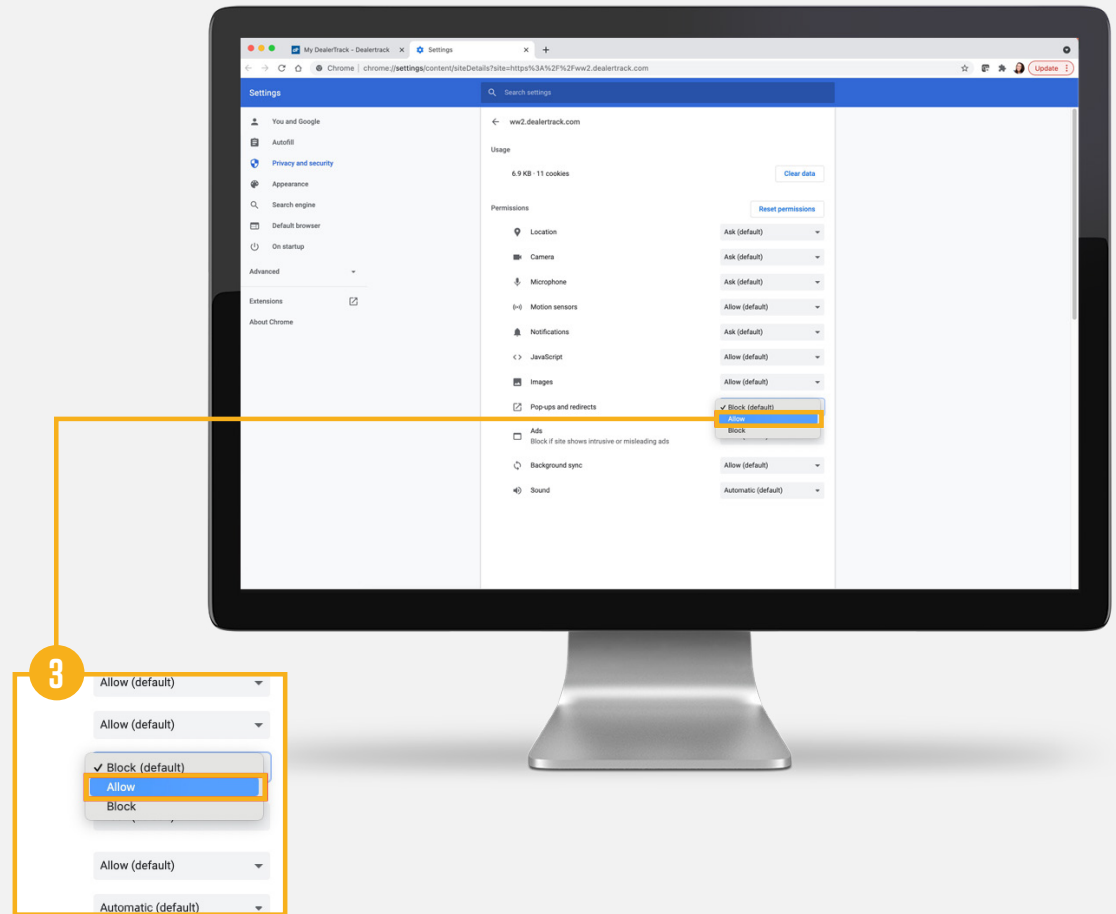 My DealerTrack - Dealertrack
Settings
Chrome | chrome://settings/content/siteDetails?site=https%3A%2F%2Fww2.dealertrack.com
Update
Settings
Search settings
You and Google
Autofill
Privacy and security
Appearance
Search engine
Default browser
On startup
Advanced
Extensions
About Chrome
ww2.dealertrack.com
Usage
6.9 KB · 11 cookies
Clear data
Permissions
Reset permissions
Location
Ask (default)
Camera
Ask (default)
Microphone
Ask (default)
Motion sensors
Allow (default)
Notifications
Ask (default)
JavaScript
Allow (default)
Images
Allow (default)
Pop-ups and redirects
✓ Block (default)
Allow
Block
Ads
Block if site shows intrusive or misleading ads
Background sync
Allow (default)
Sound
Automatic (default)
3
Allow (default)
Allow (default)
✓ Block (default)
Allow
Block
Allow (default)
Automatic (default)